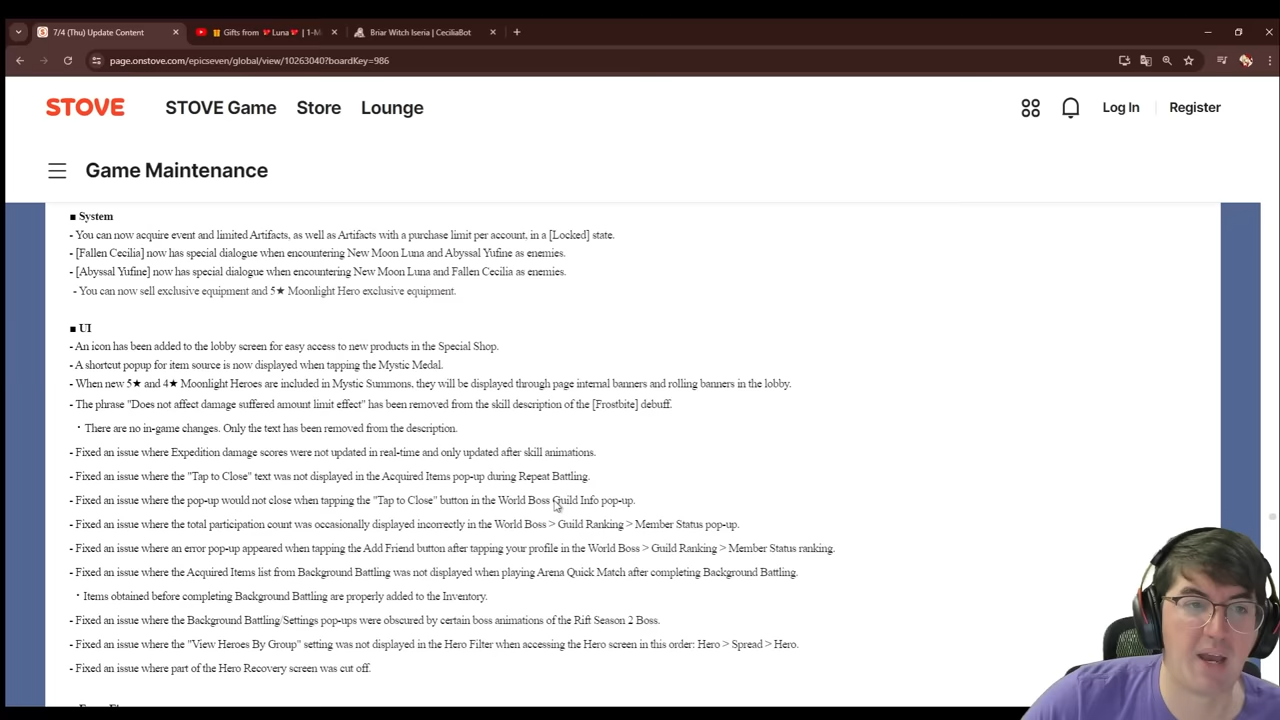 7/4 (Thu) Update Content
Gifts from Luna | 1-M
Briar Witch Iseria | CeciliaBot
page.onstove.com/epicseven/global/view/10263040?boardKey=986
STOVE STOVE Game Store Lounge Log In Register
Game Maintenance
■ System
- You can now acquire event and limited Artifacts, as well as Artifacts with a purchase limit per account, in a [Locked] state.
- [Fallen Cecilia] now has special dialogue when encountering New Moon Luna and Abyssal Yufine as enemies.
- [Abyssal Yufine] now has special dialogue when encountering New Moon Luna and Fallen Cecilia as enemies.
- You can now sell exclusive equipment and 5★ Moonlight Hero exclusive equipment.
■ UI
- An icon has been added to the lobby screen for easy access to new products in the Special Shop.
- A shortcut popup for item source is now displayed when tapping the Mystic Medal.
- When new 5★ and 4★ Moonlight Heroes are included in Mystic Summons, they will be displayed through page internal banners and rolling banners in the lobby.
- The phrase "Does not affect damage suffered amount limit effect" has been removed from the skill description of the [Frostbite] debuff.
・There are no in-game changes. Only the text has been removed from the description.
- Fixed an issue where Expedition damage scores were not updated in real-time and only updated after skill animations.
- Fixed an issue where the "Tap to Close" text was not displayed in the Acquired Items pop-up during Repeat Battling.
- Fixed an issue where the pop-up would not close when tapping the "Tap to Close" button in the World Boss Guild Info pop-up.
- Fixed an issue where the total participation count was occasionally displayed incorrectly in the World Boss > Guild Ranking > Member Status pop-up.
- Fixed an issue where an error pop-up appeared when tapping the Add Friend button after tapping your profile in the World Boss > Guild Ranking > Member Status ranking.
- Fixed an issue where the Acquired Items list from Background Battling was not displayed when playing Arena Quick Match after completing Background Battling.
・Items obtained before completing Background Battling are properly added to the Inventory.
- Fixed an issue where the Background Battling/Settings pop-ups were obscured by certain boss animations of the Rift Season 2 Boss.
- Fixed an issue where the "View Heroes By Group" setting was not displayed in the Hero Filter when accessing the Hero screen in this order: Hero > Spread > Hero.
- Fixed an issue where part of the Hero Recovery screen was cut off.